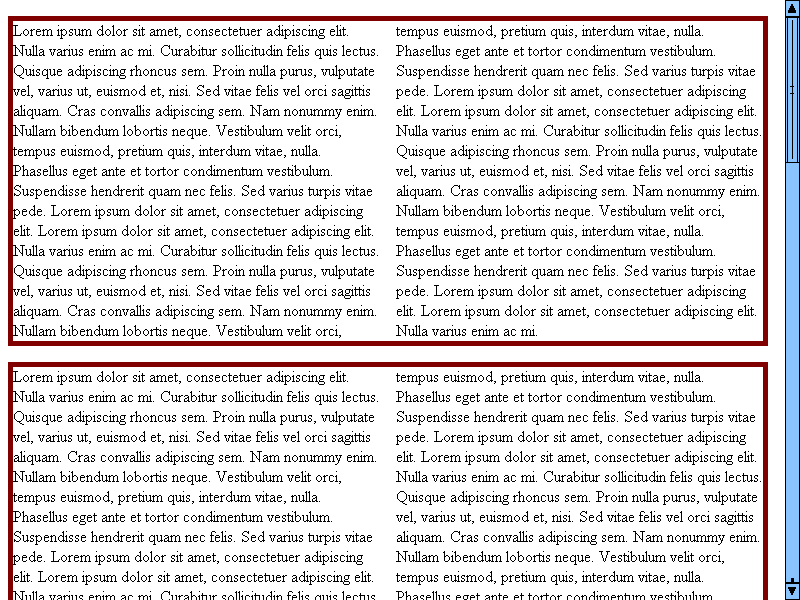 Lorem ipsum dolor sit amet, consectetuer adipiscing elit.
Nulla varius enim ac mi. Curabitur sollicitudin felis quis lectus.
Quisque adipiscing rhoncus sem. Proin nulla purus, vulputate
vel, varius ut, euismod et, nisi. Sed vitae felis vel orci sagittis
aliquam. Cras convallis adipiscing sem. Nam nonummy enim.
Nullam bibendum lobortis neque. Vestibulum velit orci,
tempus euismod, pretium quis, interdum vitae, nulla.
Phasellus eget ante et tortor condimentum vestibulum.
Suspendisse hendrerit quam nec felis. Sed varius turpis vitae
pede. Lorem ipsum dolor sit amet, consectetuer adipiscing
elit. Lorem ipsum dolor sit amet, consectetuer adipiscing elit.
Nulla varius enim ac mi. Curabitur sollicitudin felis quis lectus.
Quisque adipiscing rhoncus sem. Proin nulla purus, vulputate
vel, varius ut, euismod et, nisi. Sed vitae felis vel orci sagittis
aliquam. Cras convallis adipiscing sem. Nam nonummy enim.
Nullam bibendum lobortis neque. Vestibulum velit orci,
tempus euismod, pretium quis, interdum vitae, nulla.
Phasellus eget ante et tortor condimentum vestibulum.
Suspendisse hendrerit quam nec felis. Sed varius turpis vitae
pede. Lorem ipsum dolor sit amet, consectetuer adipiscing
elit. Lorem ipsum dolor sit amet, consectetuer adipiscing elit.
Nulla varius enim ac mi. Curabitur sollicitudin felis quis lectus.
Quisque adipiscing rhoncus sem. Proin nulla purus, vulputate
vel, varius ut, euismod et, nisi. Sed vitae felis vel orci sagittis
aliquam. Cras convallis adipiscing sem. Nam nonummy enim.
Nullam bibendum lobortis neque. Vestibulum velit orci,
tempus euismod, pretium quis, interdum vitae, nulla.
Phasellus eget ante et tortor condimentum vestibulum.
Suspendisse hendrerit quam nec felis. Sed varius turpis vitae
pede. Lorem ipsum dolor sit amet, consectetuer adipiscing
elit. Lorem ipsum dolor sit amet, consectetuer adipiscing elit.
Nulla varius enim ac mi.
Lorem ipsum dolor sit amet, consectetuer adipiscing elit.
Nulla varius enim ac mi. Curabitur sollicitudin felis quis lectus.
Quisque adipiscing rhoncus sem. Proin nulla purus, vulputate
vel, varius ut, euismod et, nisi. Sed vitae felis vel orci sagittis
aliquam. Cras convallis adipiscing sem. Nam nonummy enim.
Nullam bibendum lobortis neque. Vestibulum velit orci,
tempus euismod, pretium quis, interdum vitae, nulla.
Phasellus eget ante et tortor condimentum vestibulum.
Suspendisse hendrerit quam nec felis. Sed varius turpis vitae
pede. Lorem ipsum dolor sit amet, consectetuer adipiscing
elit. Lorem ipsum dolor sit amet, consectetuer adipiscing elit.
Nulla varius enim ac mi. Curabitur sollicitudin felis quis lectus.
tempus euismod, pretium quis, interdum vitae, nulla.
Phasellus eget ante et tortor condimentum vestibulum.
Suspendisse hendrerit quam nec felis. Sed varius turpis vitae
pede. Lorem ipsum dolor sit amet, consectetuer adipiscing
elit. Lorem ipsum dolor sit amet, consectetuer adipiscing elit.
Nulla varius enim ac mi. Curabitur sollicitudin felis quis lectus.
Quisque adipiscing rhoncus sem. Proin nulla purus, vulputate
vel, varius ut, euismod et, nisi. Sed vitae felis vel orci sagittis
aliquam. Cras convallis adipiscing sem. Nam nonummy enim.
Nullam bibendum lobortis neque. Vestibulum velit orci,
tempus euismod, pretium quis, interdum vitae, nulla.
Phasellus eget ante et tortor condimentum vestibulum.